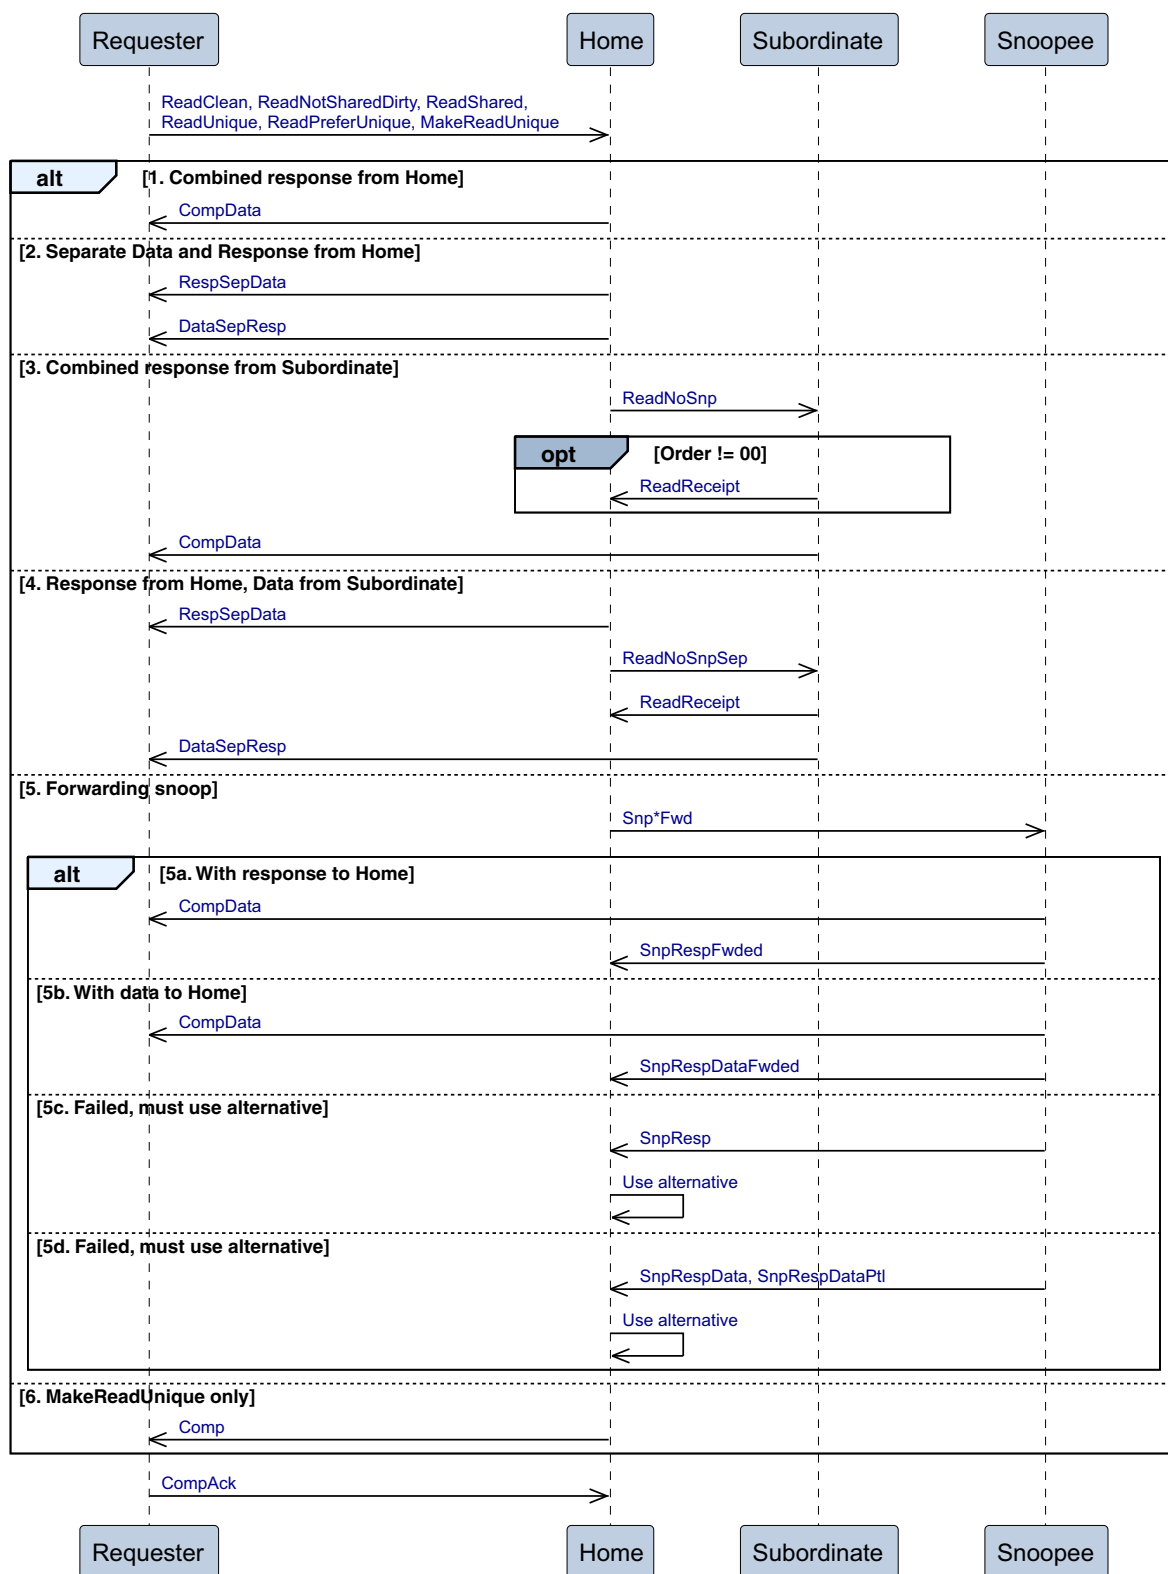 Requester Home Subordinate Snoopee
ReadClean, ReadNotSharedDirty, ReadShared,
ReadUnique, ReadPreferUnique, MakeReadUnique
alt [1. Combined response from Home]
CompData
[2. Separate Data and Response from Home]
RespSepData
DataSepResp
[3. Combined response from Subordinate]
ReadNoSnp
opt [Order != 00]
ReadReceipt
CompData
[4. Response from Home, Data from Subordinate]
RespSepData
ReadNoSnpSep
ReadReceipt
DataSepResp
[5. Forwarding snoop]
Snp*Fwd
alt [5a. With response to Home]
CompData
SnpRespFwded
[5b. With data to Home]
CompData
SnpRespDataFwded
[5c. Failed, must use alternative]
SnpResp
Use alternative
[5d. Failed, must use alternative]
SnpRespData, SnpRespDataPtl
Use alternative
[6. MakeReadUnique only]
Comp
CompAck
Requester Home Subordinate Snoopee